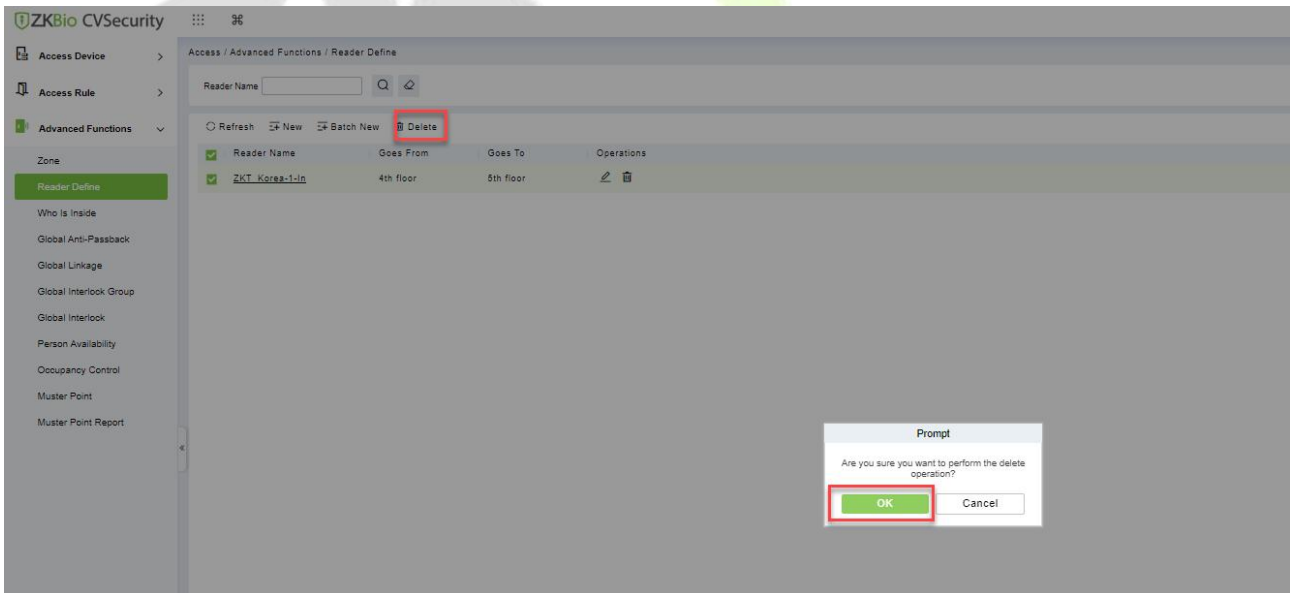 ZKBio CVSecurity
Access Device
Access Rule
Advanced Functions
Zone
Reader Define
Who Is Inside
Global Anti-Passback
Global Linkage
Global Interlock Group
Global Interlock
Person Availability
Occupancy Control
Muster Point
Muster Point Report
Access / Advanced Functions / Reader Define
Reader Name
Refresh New Batch New Delete
Reader Name Goes From Goes To Operations
ZKT_Korea-1-In 4th floor 5th floor
Prompt
Are you sure you want to perform the delete
operation?
OK Cancel